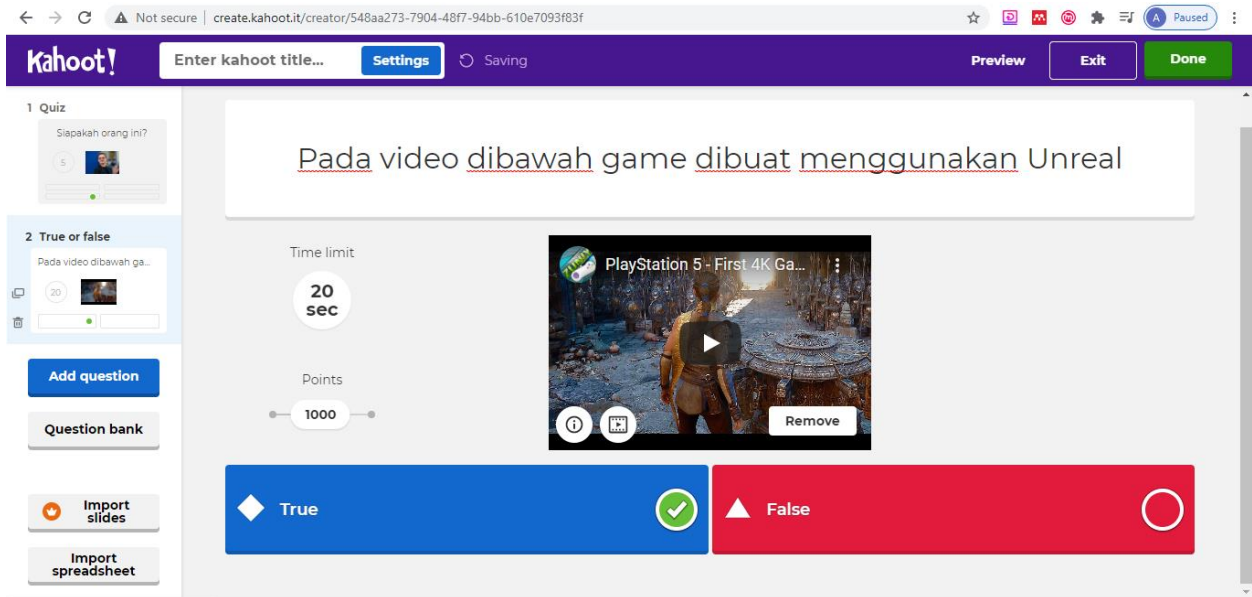 Not secure create.kahoot.it/creator/548aa273-7904-48f7-94bb-610e7093f83f
A Paused
Kahoot!
Enter kahoot title...
Settings
Saving
Preview
Exit
Done
1 Quiz
Siapakah orang ini?
5
2 True or false
Pada video dibawah ga...
20
Add question
Question bank
Import
slides
Import
spreadsheet
Pada video dibawah game dibuat menggunakan Unreal
Time limit
20
sec
Points
1000
PlayStation 5 - First 4K Ga...
Remove
True
False